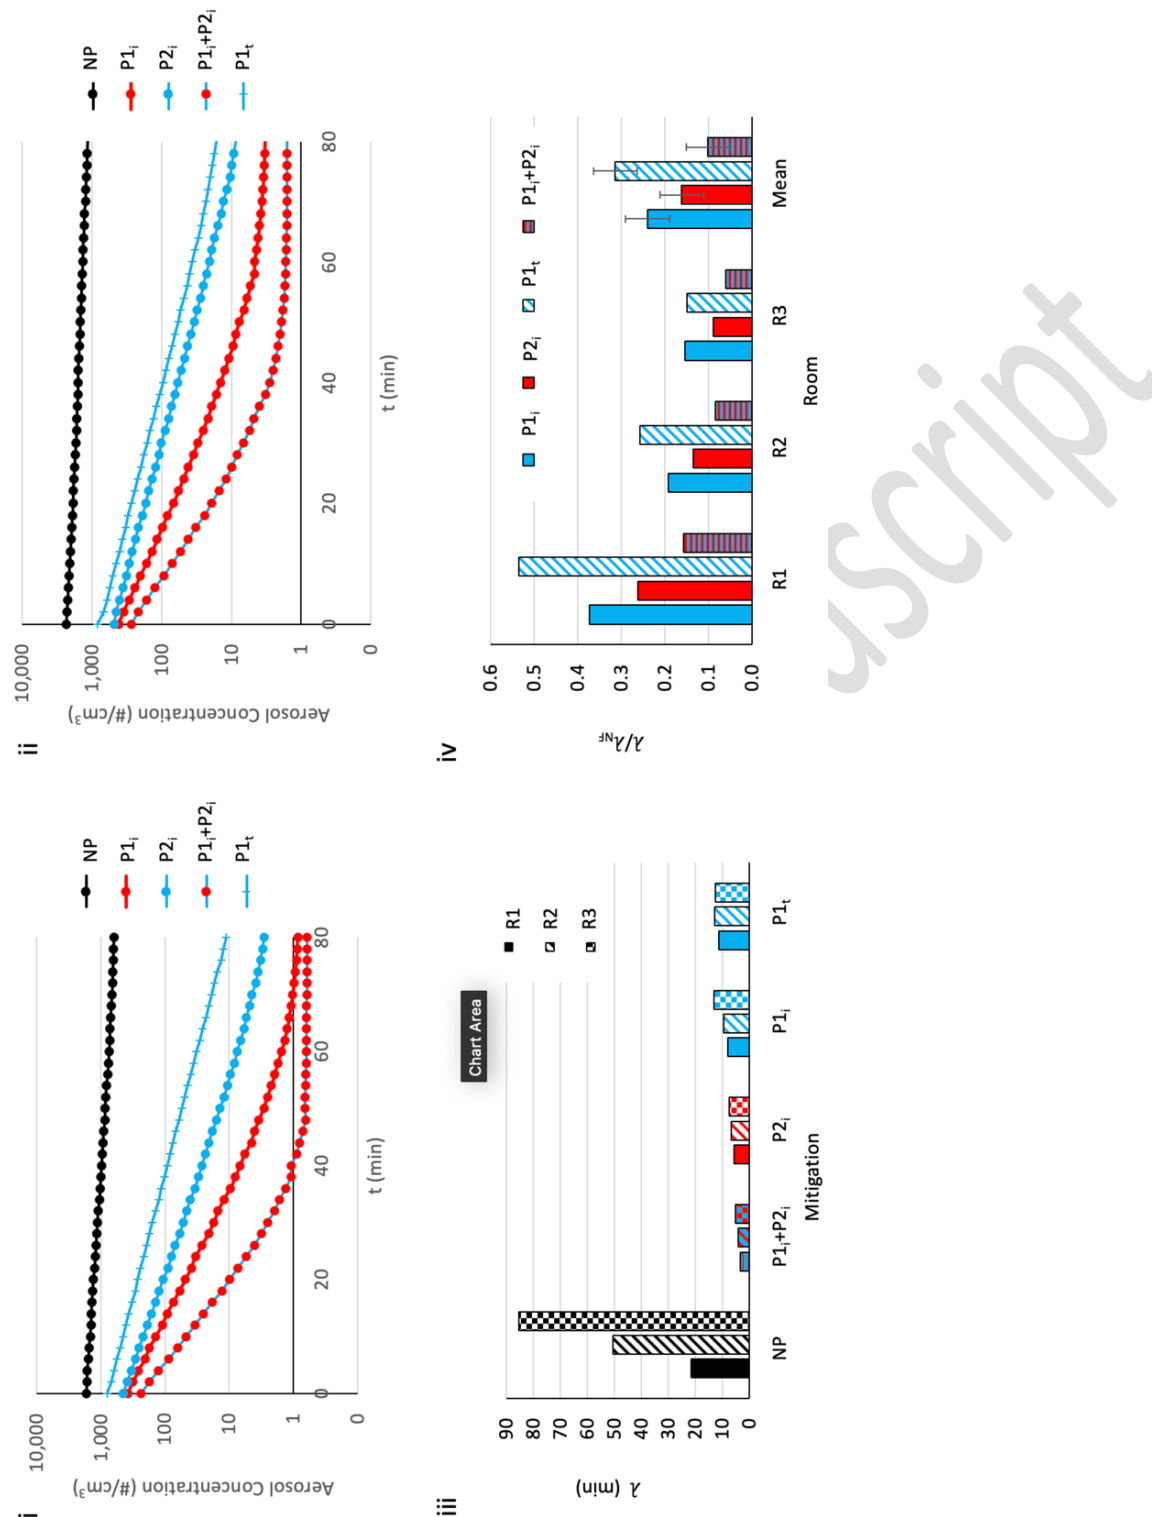 i
10,000
1,000
100
10
1
0
Aerosol Concentration (#/cm³)
0
20
40
60
80
t (min)
NP
P1ᵢ
P2ᵢ
P1ᵢ+P2ᵢ
P1ₜ
ii
10,000
1,000
100
10
1
0
Aerosol Concentration (#/cm³)
0
20
40
60
80
t (min)
NP
P1ᵢ
P2ᵢ
P1ᵢ+P2ᵢ
P1ₜ
iii
90
80
70
60
50
40
30
20
10
0
λ (min)
NP
P1ᵢ+P2ᵢ
P2ᵢ
P1ᵢ
P1ₜ
Mitigation
Chart Area
R1
R2
R3
iv
0.6
0.5
0.4
0.3
0.2
0.1
0.0
λ/λNF
P1ᵢ
P2ᵢ
P1ₜ
P1ᵢ+P2ᵢ
R1
R2
R3
Mean
Room
uscript